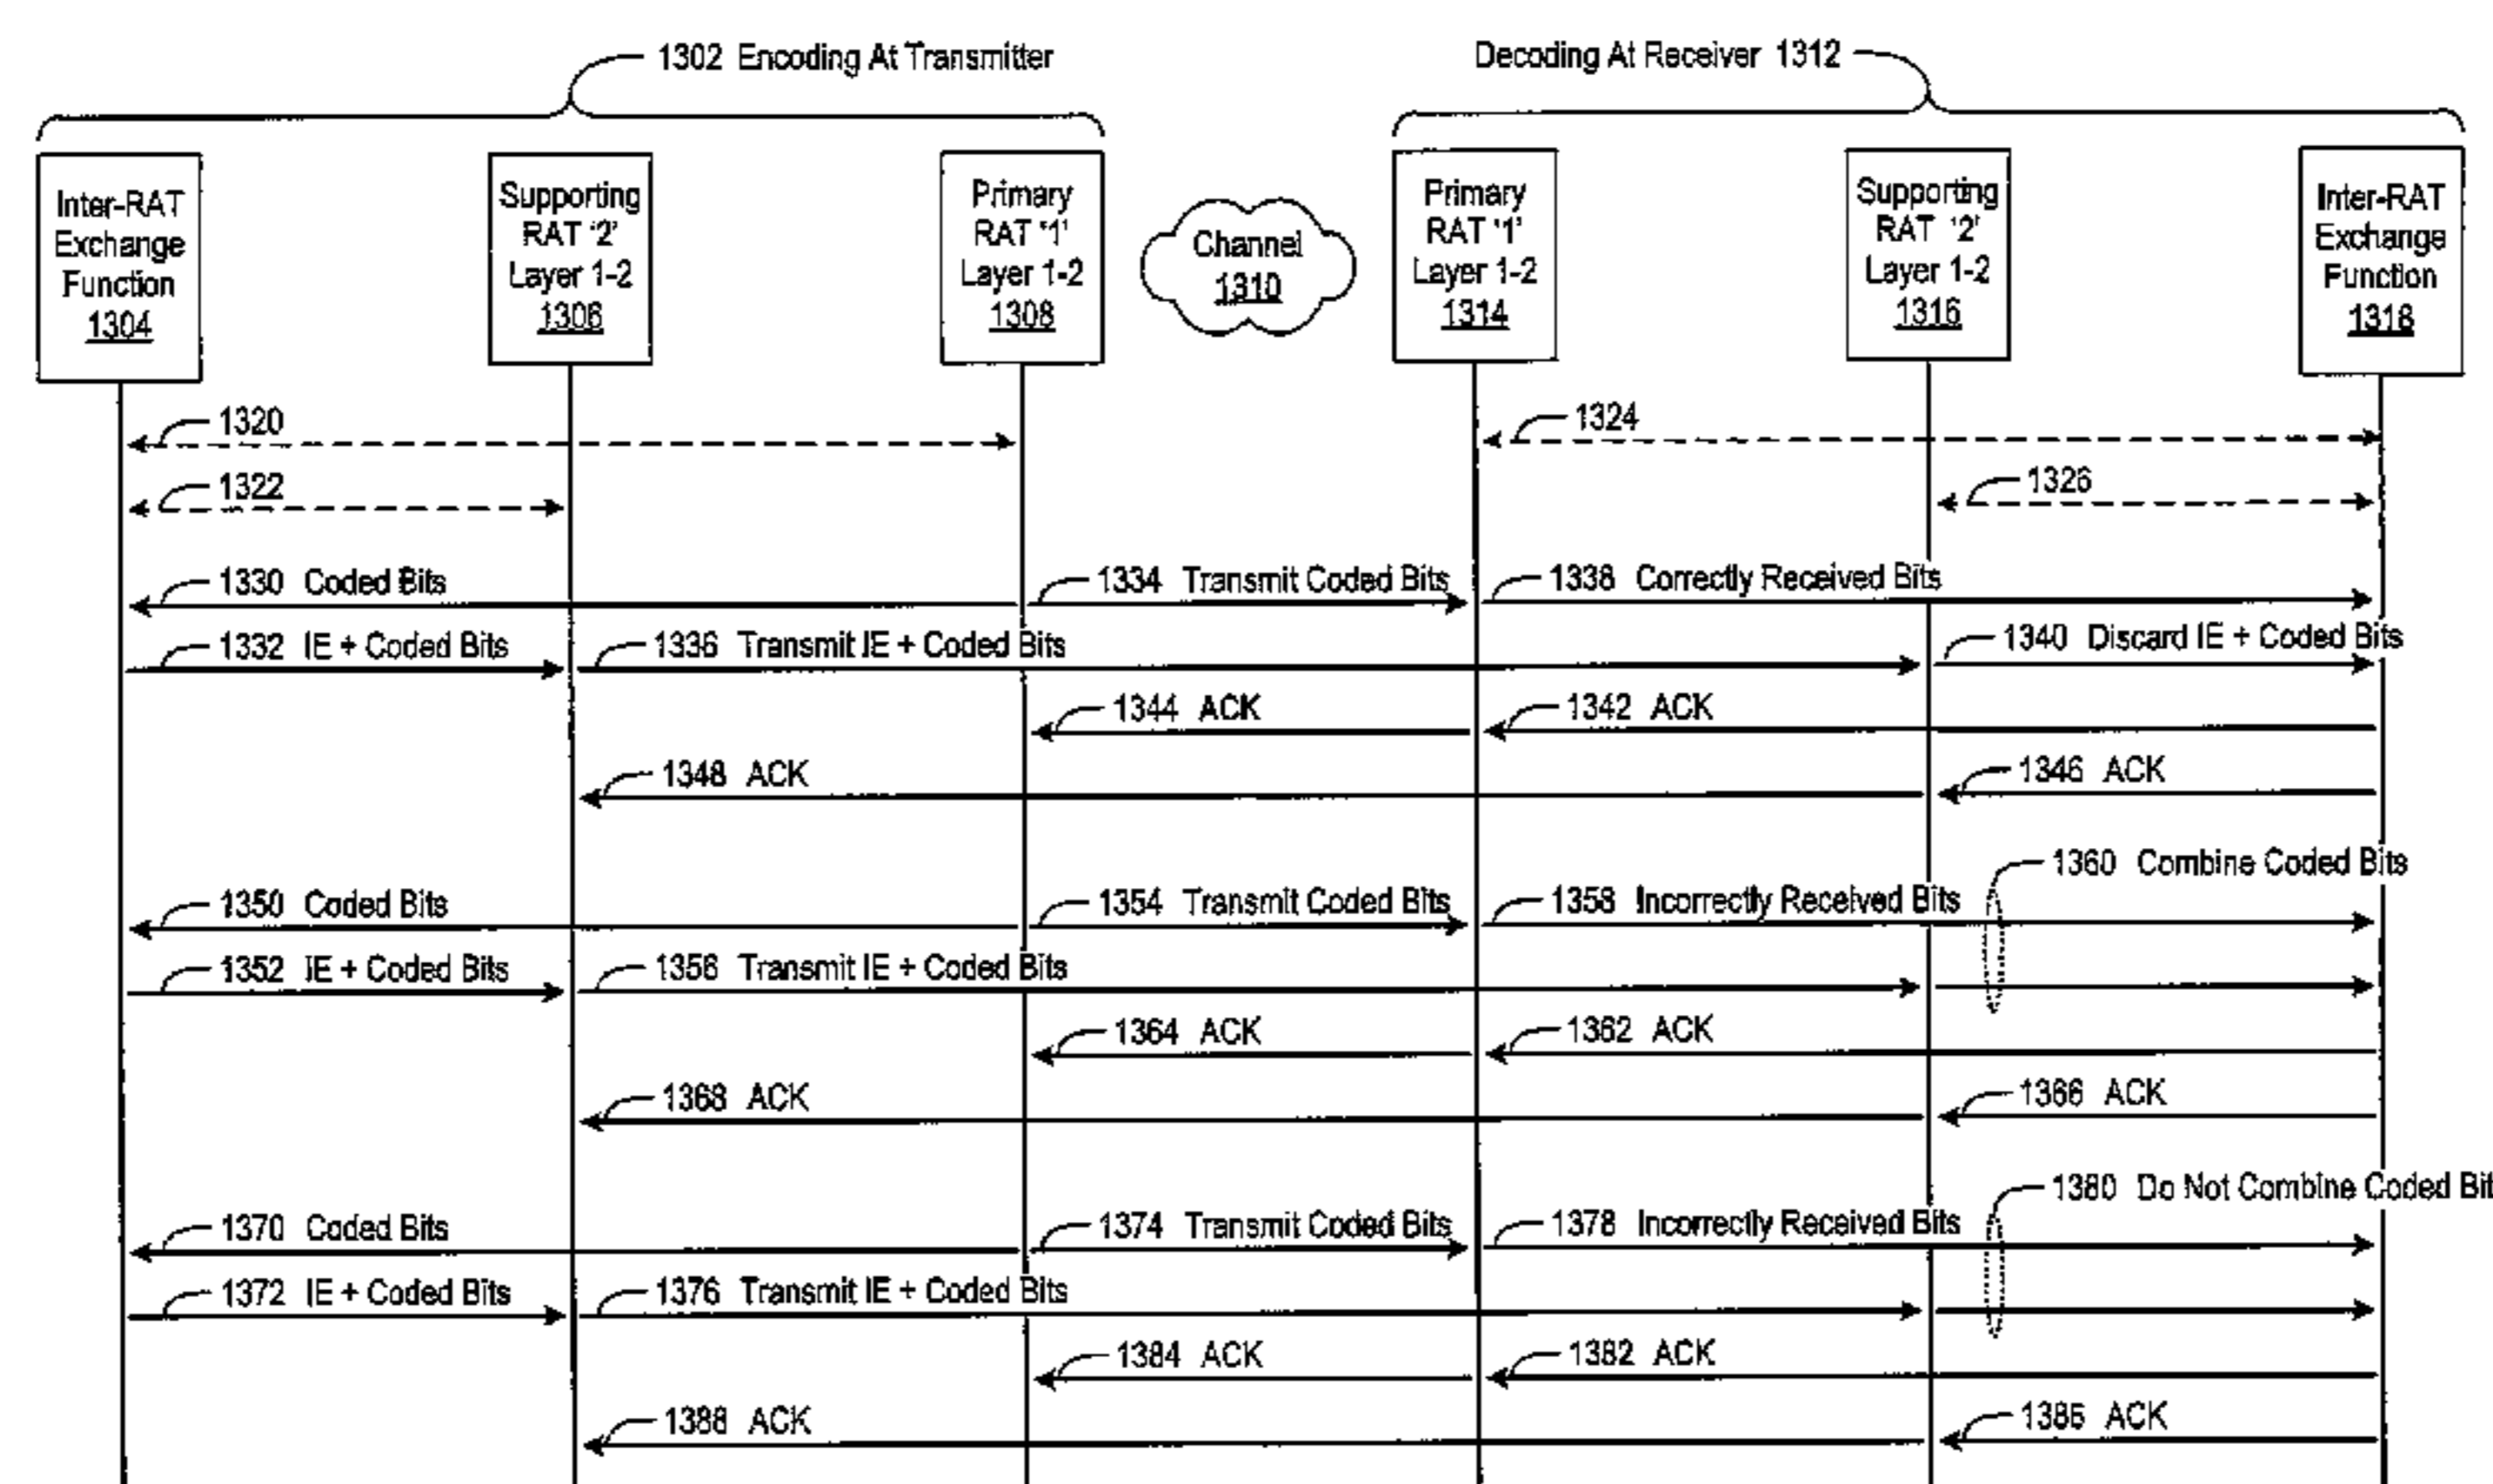 1302 Encoding At Transmitter
Decoding At Receiver 1312
Inter-RAT
Exchange
Function
1304
Supporting
RAT '2'
Layer 1-2
1306
Primary
RAT '1'
Layer 1-2
1308
Channel
1310
Primary
RAT '1'
Layer 1-2
1314
Supporting
RAT '2'
Layer 1-2
1316
Inter-RAT
Exchange
Function
1318
1320
1324
1322
1326
1330 Coded Bits
1334 Transmit Coded Bits
1338 Correctly Received Bits
1332 IE + Coded Bits
1336 Transmit IE + Coded Bits
1340 Discard IE + Coded Bits
1344 ACK
1342 ACK
1348 ACK
1346 ACK
1360 Combine Coded Bits
1350 Coded Bits
1354 Transmit Coded Bits
1358 Incorrectly Received Bits
1352 IE + Coded Bits
1356 Transmit IE + Coded Bits
1364 ACK
1362 ACK
1368 ACK
1366 ACK
1380 Do Not Combine Coded Bit
1370 Coded Bits
1374 Transmit Coded Bits
1378 Incorrectly Received Bits
1372 IE + Coded Bits
1376 Transmit IE + Coded Bits
1384 ACK
1382 ACK
1388 ACK
1386 ACK